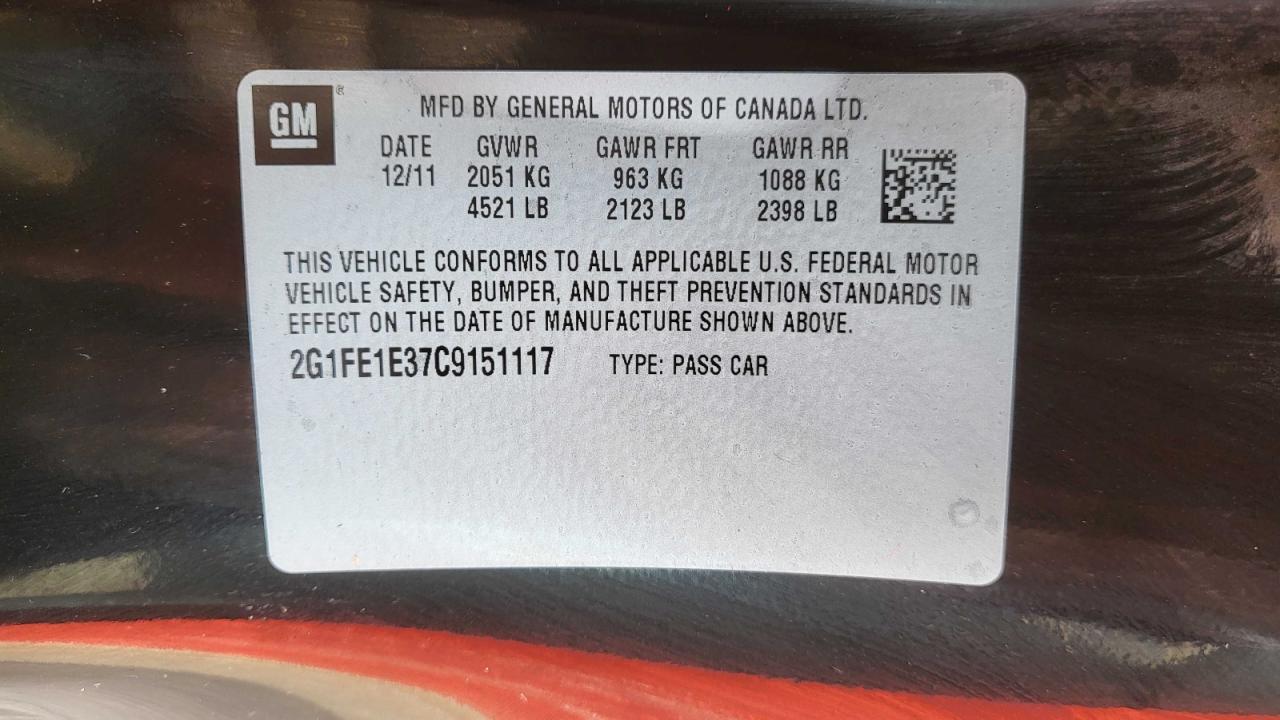 GM ®
MFD BY GENERAL MOTORS OF CANADA LTD.
DATE GVWR GAWR FRT GAWR RR
12/11 2051 KG 963 KG 1088 KG
4521 LB 2123 LB 2398 LB
THIS VEHICLE CONFORMS TO ALL APPLICABLE U.S. FEDERAL MOTOR
VEHICLE SAFETY, BUMPER, AND THEFT PREVENTION STANDARDS IN
EFFECT ON THE DATE OF MANUFACTURE SHOWN ABOVE.
2G1FE1E37C9151117 TYPE: PASS CAR